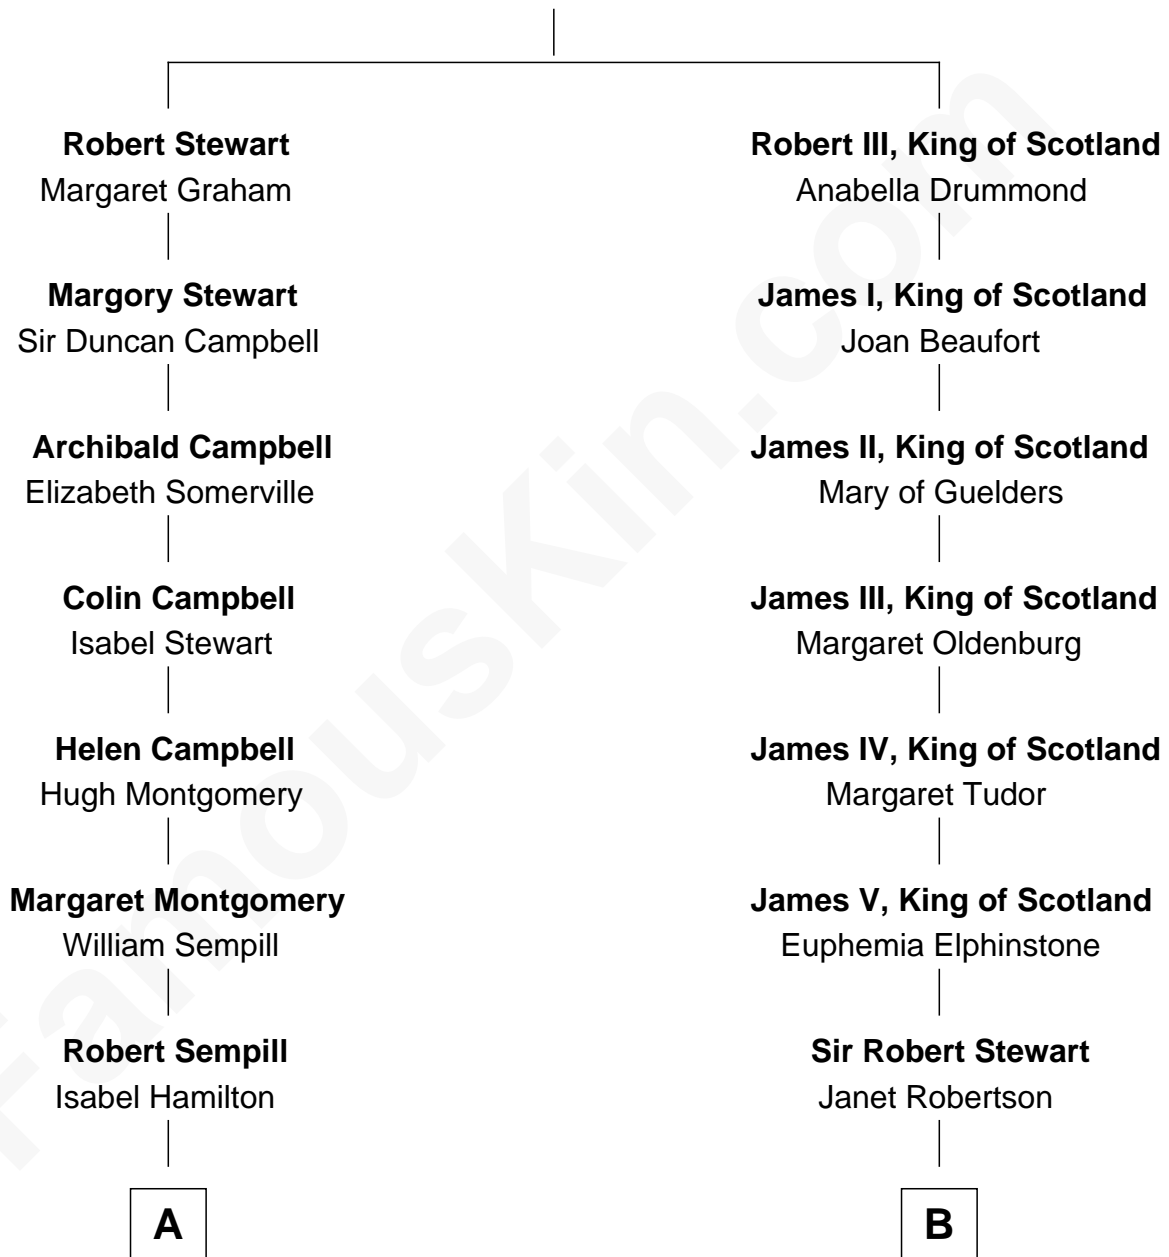 Robert Stewart
Margaret Graham
Margory Stewart
Sir Duncan Campbell
Archibald Campbell
Elizabeth Somerville
Colin Campbell
Isabel Stewart
Helen Campbell
Hugh Montgomery
Margaret Montgomery
William Sempill
Robert Sempill
Isabel Hamilton
A
Robert III, King of Scotland
Anabella Drummond
James I, King of Scotland
Joan Beaufort
James II, King of Scotland
Mary of Guelders
James III, King of Scotland
Margaret Oldenburg
James IV, King of Scotland
Margaret Tudor
James V, King of Scotland
Euphemia Elphinstone
Sir Robert Stewart
Janet Robertson
B
FamousKin.com